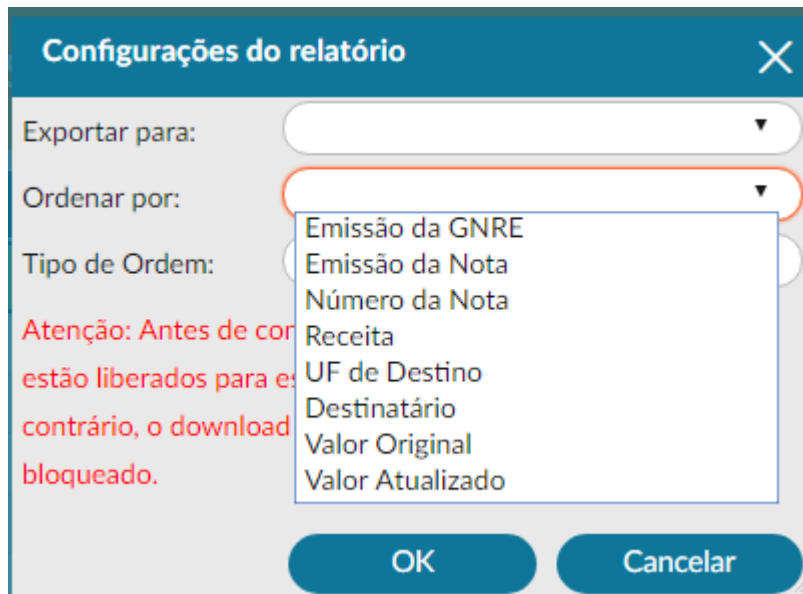 Configurações do relatório
Exportar para:
Ordenar por:
Emissão da GNRE
Emissão da Nota
Número da Nota
Receita
UF de Destino
Destinatário
Valor Original
Valor Atualizado
Tipo de Ordem:
Atenção: Antes de
estão liberados para
contrário, o download
bloqueado.
OK
Cancelar